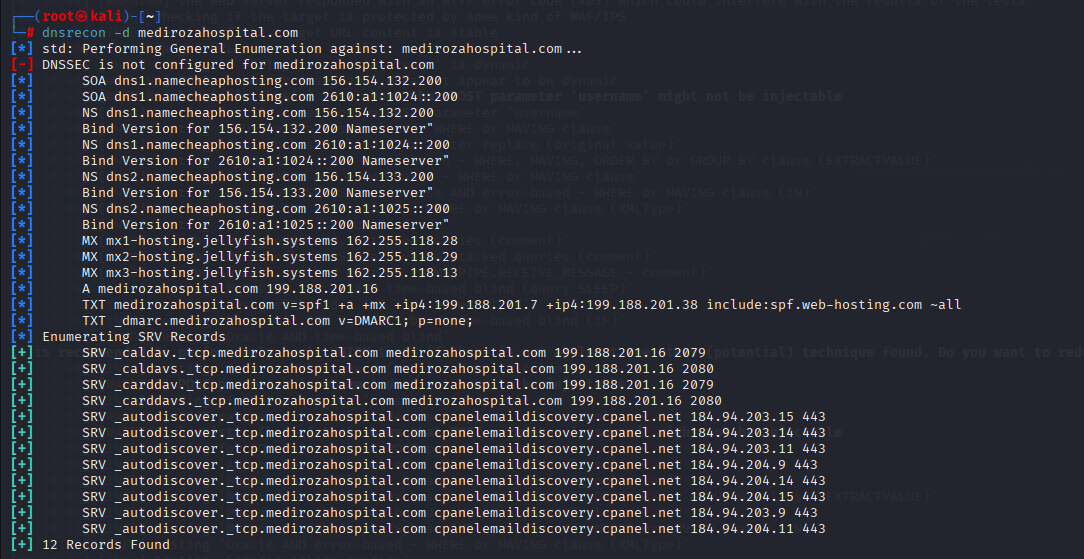 ┌──(root㉿kali)-[~]
└─# dnsrecon -d medirozahospital.com
[*] std: Performing General Enumeration against: medirozahospital.com...
[-] DNSSEC is not configured for medirozahospital.com
[*] SOA dns1.namecheaphosting.com 156.154.132.200
[*] SOA dns1.namecheaphosting.com 2610:a1:1024::200
[*] NS dns1.namecheaphosting.com 156.154.132.200
[*] Bind Version for 156.154.132.200 Nameserver"
[*] NS dns1.namecheaphosting.com 2610:a1:1024::200
[*] Bind Version for 2610:a1:1024::200 Nameserver"
[*] NS dns2.namecheaphosting.com 156.154.133.200
[*] Bind Version for 156.154.133.200 Nameserver"
[*] NS dns2.namecheaphosting.com 2610:a1:1025::200
[*] Bind Version for 2610:a1:1025::200 Nameserver"
[*] MX mx1-hosting.jellyfish.systems 162.255.118.28
[*] MX mx2-hosting.jellyfish.systems 162.255.118.29
[*] MX mx3-hosting.jellyfish.systems 162.255.118.13
[*] A medirozahospital.com 199.188.201.16
[*] TXT medirozahospital.com v=spf1 +a +mx +ip4:199.188.201.7 +ip4:199.188.201.38 include:spf.web-hosting.com ~all
[*] TXT _dmarc.medirozahospital.com v=DMARC1; p=none;
[*] Enumerating SRV Records
[+] SRV _caldav._tcp.medirozahospital.com medirozahospital.com 199.188.201.16 2079
[+] SRV _caldavs._tcp.medirozahospital.com medirozahospital.com 199.188.201.16 2080
[+] SRV _carddav._tcp.medirozahospital.com medirozahospital.com 199.188.201.16 2079
[+] SRV _carddavs._tcp.medirozahospital.com medirozahospital.com 199.188.201.16 2080
[+] SRV _autodiscover._tcp.medirozahospital.com cpanelemaildiscovery.cpanel.net 184.94.203.15 443
[+] SRV _autodiscover._tcp.medirozahospital.com cpanelemaildiscovery.cpanel.net 184.94.203.14 443
[+] SRV _autodiscover._tcp.medirozahospital.com cpanelemaildiscovery.cpanel.net 184.94.203.11 443
[+] SRV _autodiscover._tcp.medirozahospital.com cpanelemaildiscovery.cpanel.net 184.94.204.9 443
[+] SRV _autodiscover._tcp.medirozahospital.com cpanelemaildiscovery.cpanel.net 184.94.204.14 443
[+] SRV _autodiscover._tcp.medirozahospital.com cpanelemaildiscovery.cpanel.net 184.94.204.15 443
[+] SRV _autodiscover._tcp.medirozahospital.com cpanelemaildiscovery.cpanel.net 184.94.203.9 443
[+] SRV _autodiscover._tcp.medirozahospital.com cpanelemaildiscovery.cpanel.net 184.94.204.11 443
[+] 12 Records Found